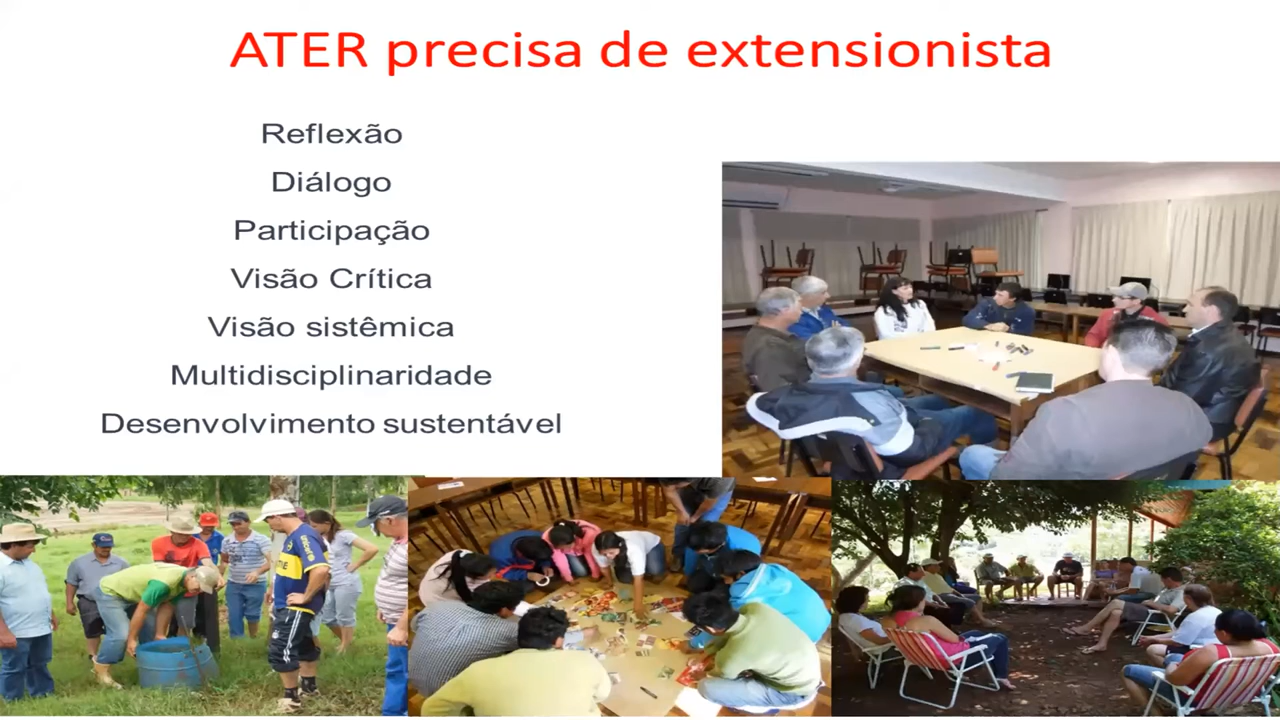 ATER precisa de extensionista
Reflexão
Diálogo
Participação
Visão Crítica
Visão sistêmica
Multidisciplinaridade
Desenvolvimento sustentável